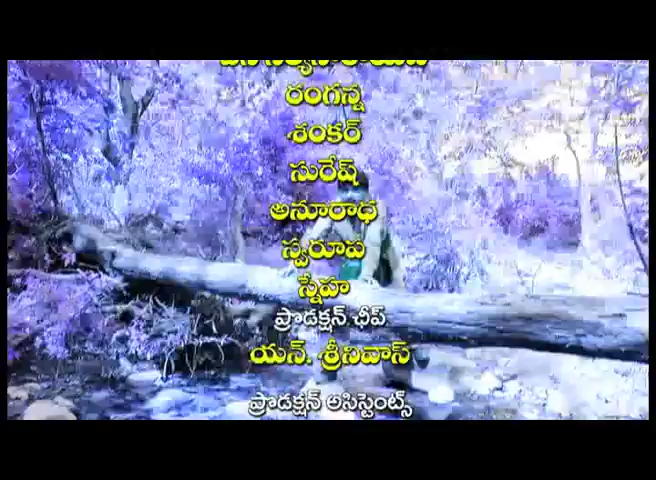 రంగన్న
శంకర్
సురేష్
అనూరాధ
స్వరూప
స్నేహ
ప్రొడక్షన్ ఛీప్
యన్. శ్రీనివాస్
ప్రొడక్షన్ అసిస్టెంట్స్